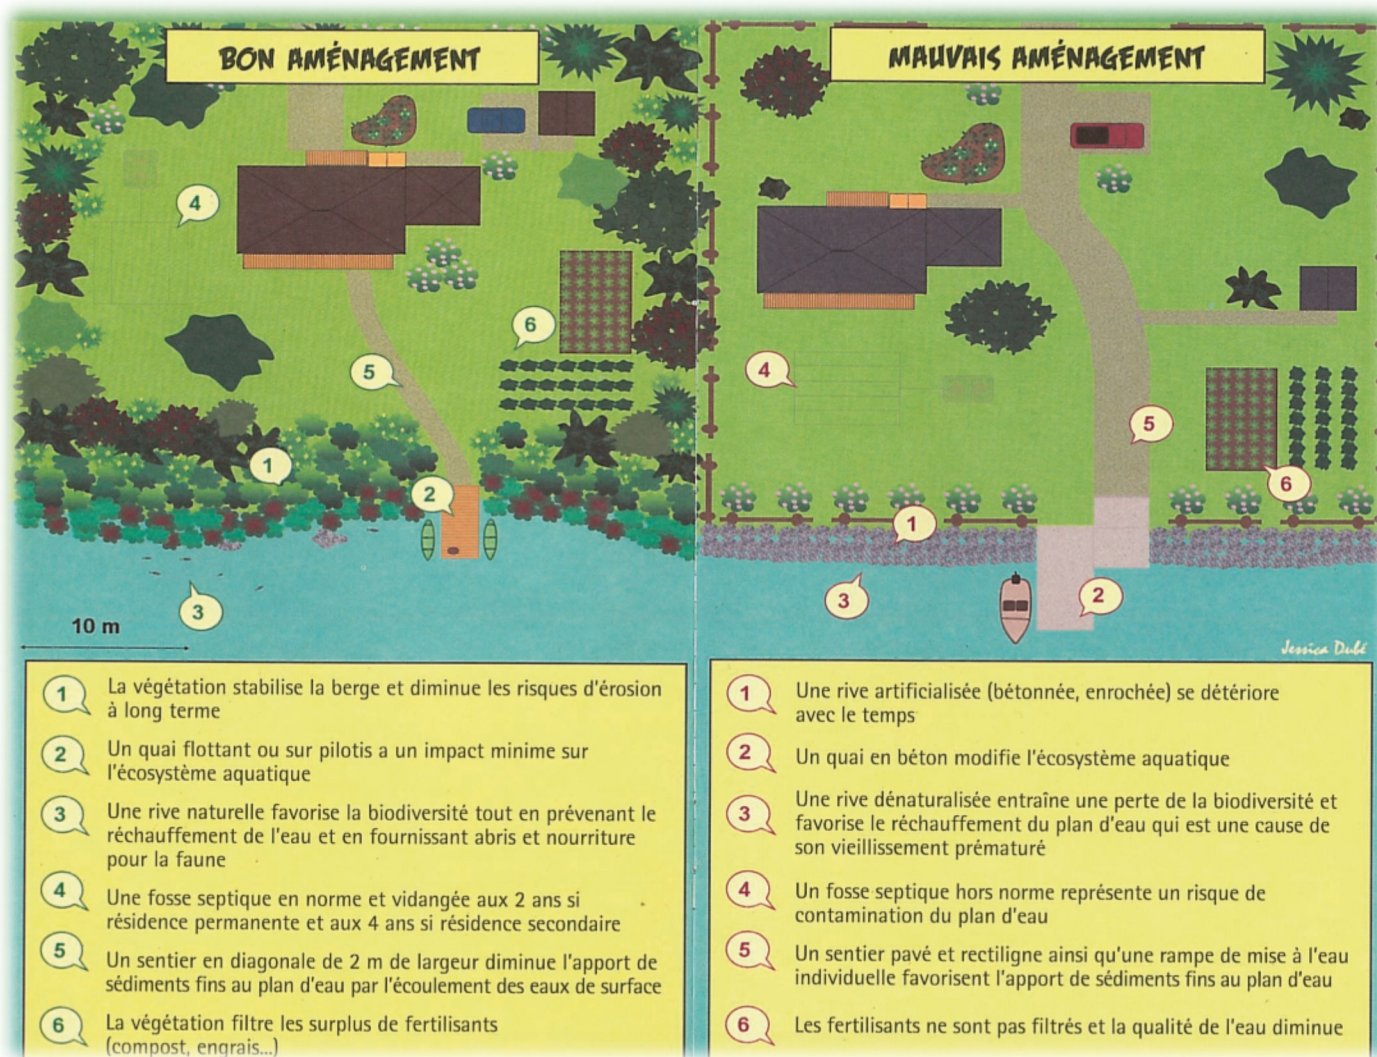 BON AMÉNAGEMENT
4
6
5
1
2
3
10 m
1
La végétation stabilise la berge et diminue les risques d'érosion
à long terme
2
Un quai flottant ou sur pilotis a un impact minime sur
l'écosystème aquatique
3
Une rive naturelle favorise la biodiversité tout en prévenant le
réchauffement de l'eau et en fournissant abris et nourriture
pour la faune
4
Une fosse septique en norme et vidangée aux 2 ans si
résidence permanente et aux 4 ans si résidence secondaire
5
Un sentier en diagonale de 2 m de largeur diminue l'apport de
sédiments fins au plan d'eau par l'écoulement des eaux de surface
6
La végétation filtre les surplus de fertilisants
(compost, engrais...)
MAUVAIS AMÉNAGEMENT
4
5
6
1
3
2
Jessica Dubé
1
Une rive artificialisée (bétonnée, enrochée) se détériore
avec le temps
2
Un quai en béton modifie l'écosystème aquatique
3
Une rive dénaturalisée entraîne une perte de la biodiversité et
favorise le réchauffement du plan d'eau qui est une cause de
son vieillissement prématuré
4
Un fosse septique hors norme représente un risque de
contamination du plan d'eau
5
Un sentier pavé et rectiligne ainsi qu'une rampe de mise à l'eau
individuelle favorisent l'apport de sédiments fins au plan d'eau
6
Les fertilisants ne sont pas filtrés et la qualité de l'eau diminue